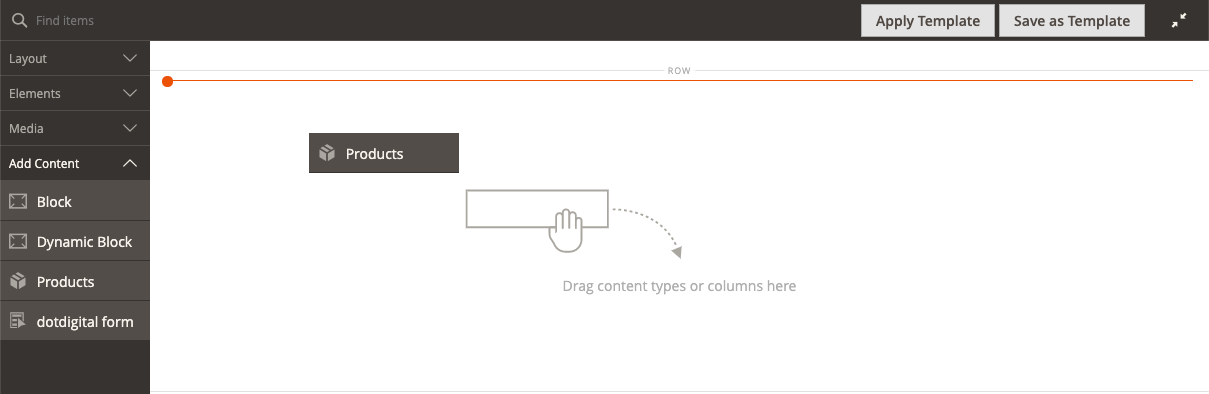 Find items
Apply Template
Save as Template
Layout
Elements
Media
Add Content
Block
Dynamic Block
Products
dotdigital form
ROW
Products
Drag content types or columns here